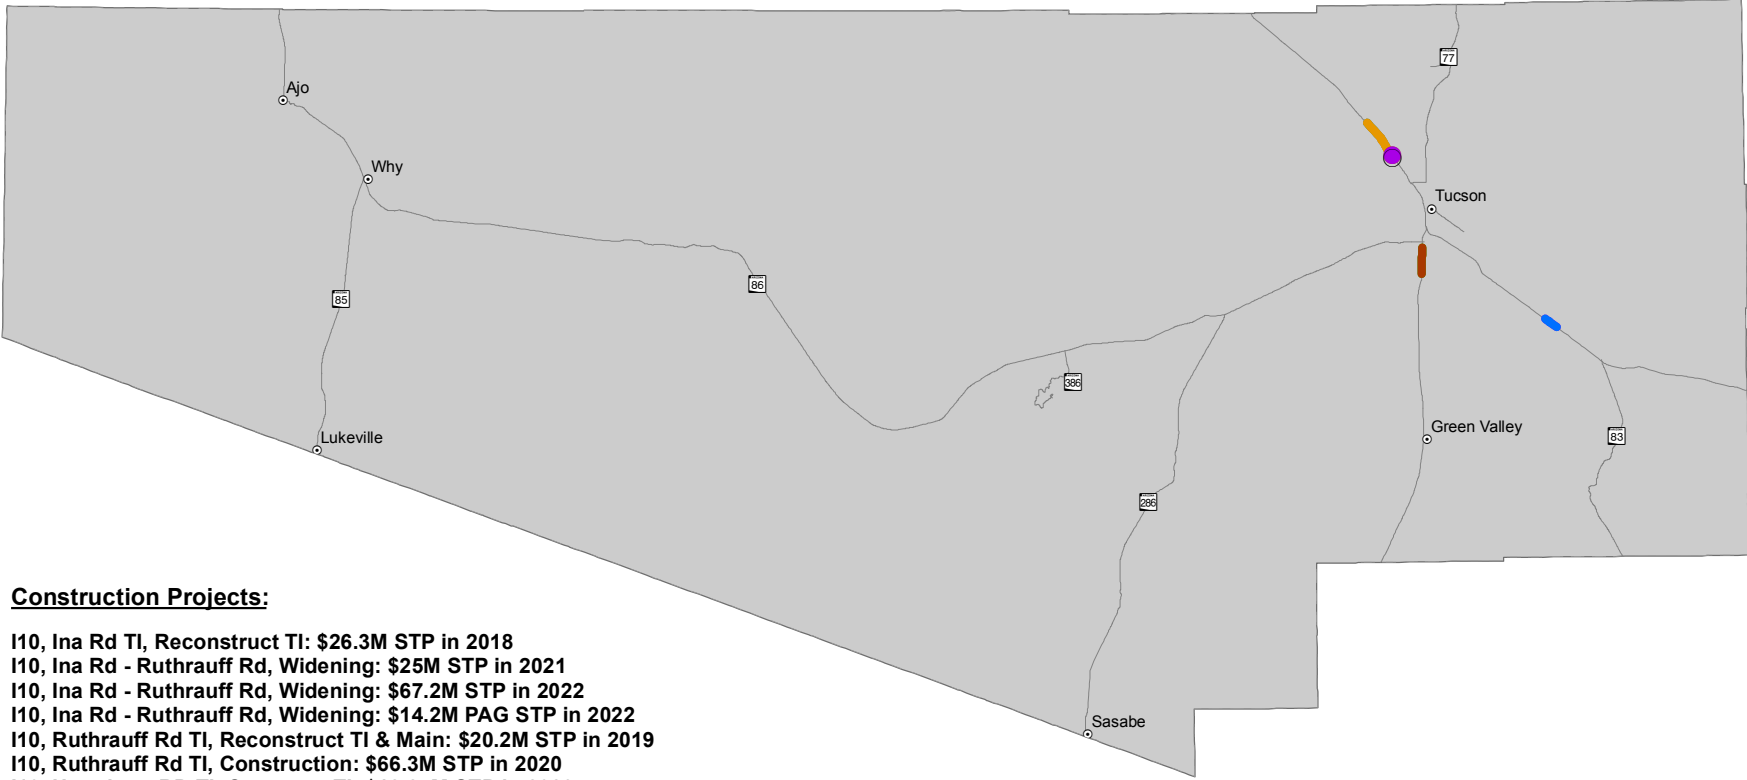 77
Ajo
Why
Tucson
86
85
386
Green Valley
Lukeville
83
286
Sasabe
Construction Projects:
I10, Ina Rd TI, Reconstruct TI: $26.3M STP in 2018
I10, Ina Rd - Ruthrauff Rd, Widening: $25M STP in 2021
I10, Ina Rd - Ruthrauff Rd, Widening: $67.2M STP in 2022
I10, Ina Rd - Ruthrauff Rd, Widening: $14.2M PAG STP in 2022
I10, Ruthrauff Rd TI, Reconstruct TI & Main: $20.2M STP in 2019
I10, Ruthrauff Rd TI, Construction: $66.3M STP in 2020